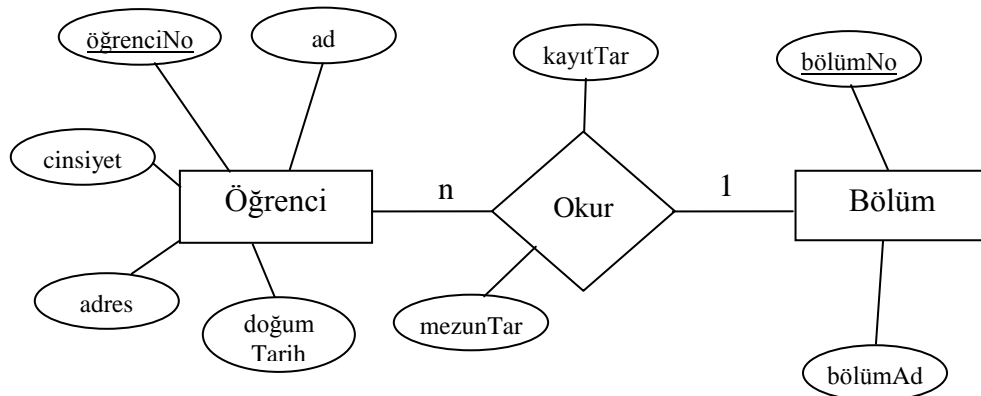 öğrenciNo
ad
kayıtTar
bölümNo
cinsiyet
Öğrenci
n
Okur
1
Bölüm
adres
doğum
Tarih
mezunTar
bölümAd